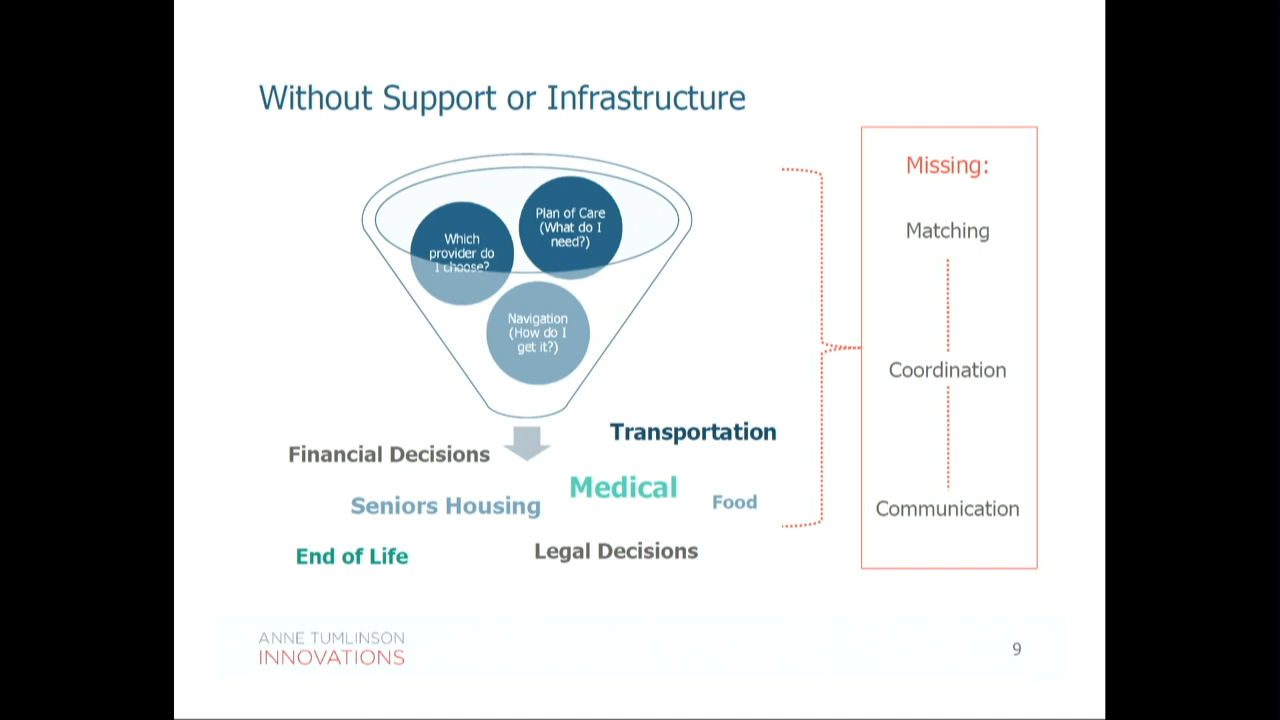 Without Support or Infrastructure
Plan of Care
(What do I
need?)
Which
provider do
I choose?
Navigation
(How do I
get it?)
Transportation
Financial Decisions
Medical
Seniors Housing
Food
End of Life
Legal Decisions
Missing:
Matching
Coordination
Communication
ANNE TUMLINSON
INNOVATIONS
9